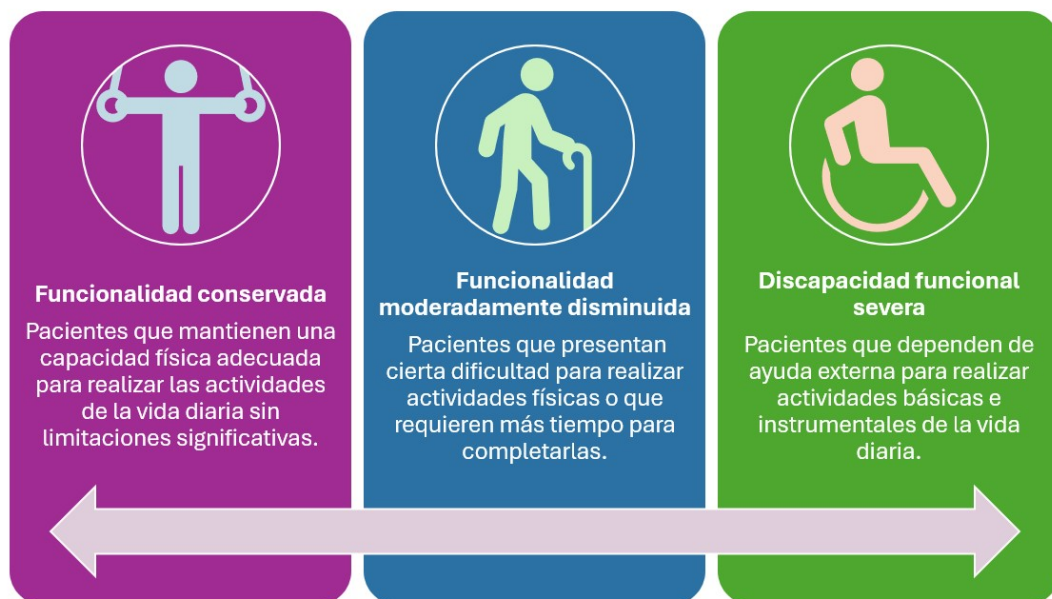 Funcionalidad conservada
Pacientes que mantienen una
capacidad física adecuada
para realizar las actividades
de la vida diaria sin
limitaciones significativas.
Funcionalidad
moderadamente disminuida
Pacientes que presentan
cierta dificultad para realizar
actividades físicas o que
requieren más tiempo para
completarlas.
Discapacidad funcional
severa
Pacientes que dependen de
ayuda externa para realizar
actividades básicas e
instrumentales de la vida
diaria.